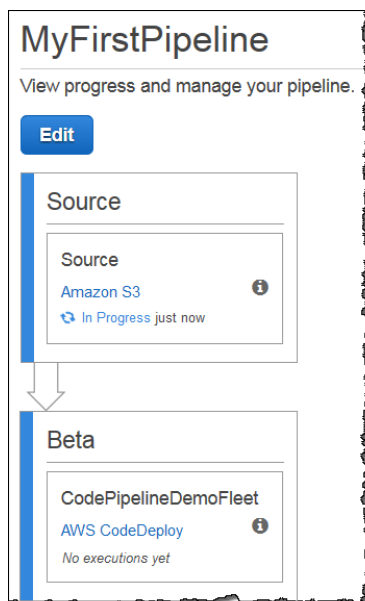 MyFirstPipeline
View progress and manage your pipeline.
Edit
Source
Source
Amazon S3
In Progress just now
Beta
CodePipelineDemoFleet
AWS CodeDeploy
No executions yet